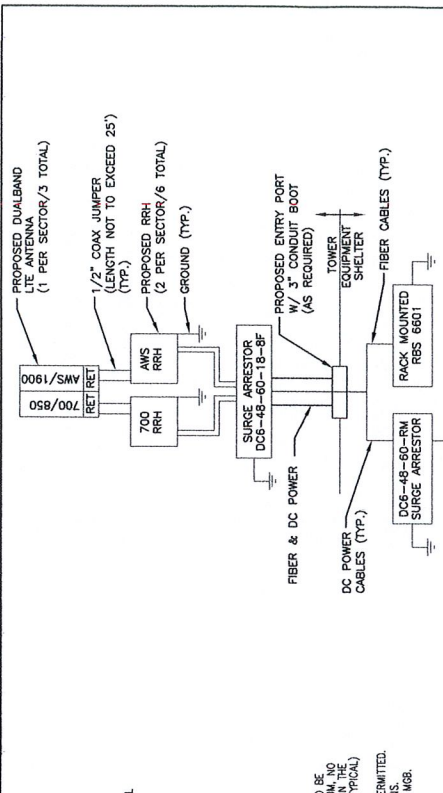 PROPOSED DUALBAND
LTE ANTENNA
(1 PER SECTOR/3 TOTAL)
1/2" COAX JUMPER
(LENGTH NOT TO EXCEED 25')
(TYP.)
PROPOSED RRH
(2 PER SECTOR/6 TOTAL)
GROUND (TYP.)
700/850
AWS/1900
RET
RET
700
RRH
AWS
RRH
SURGE ARRESTOR
DC6-48-60-18-8F
FIBER & DC POWER
PROPOSED ENTRY PORT
W/ 3" CONDUIT BOOT
(AS REQUIRED)
TOWER
EQUIPMENT
SHELTER
DC POWER
CABLES (TYP.)
FIBER CABLES (TYP.)
DC6-48-60-RM
SURGE ARRESTOR
RACK MOUNTED
RBS 6601
BE
NO
THE
MGB.